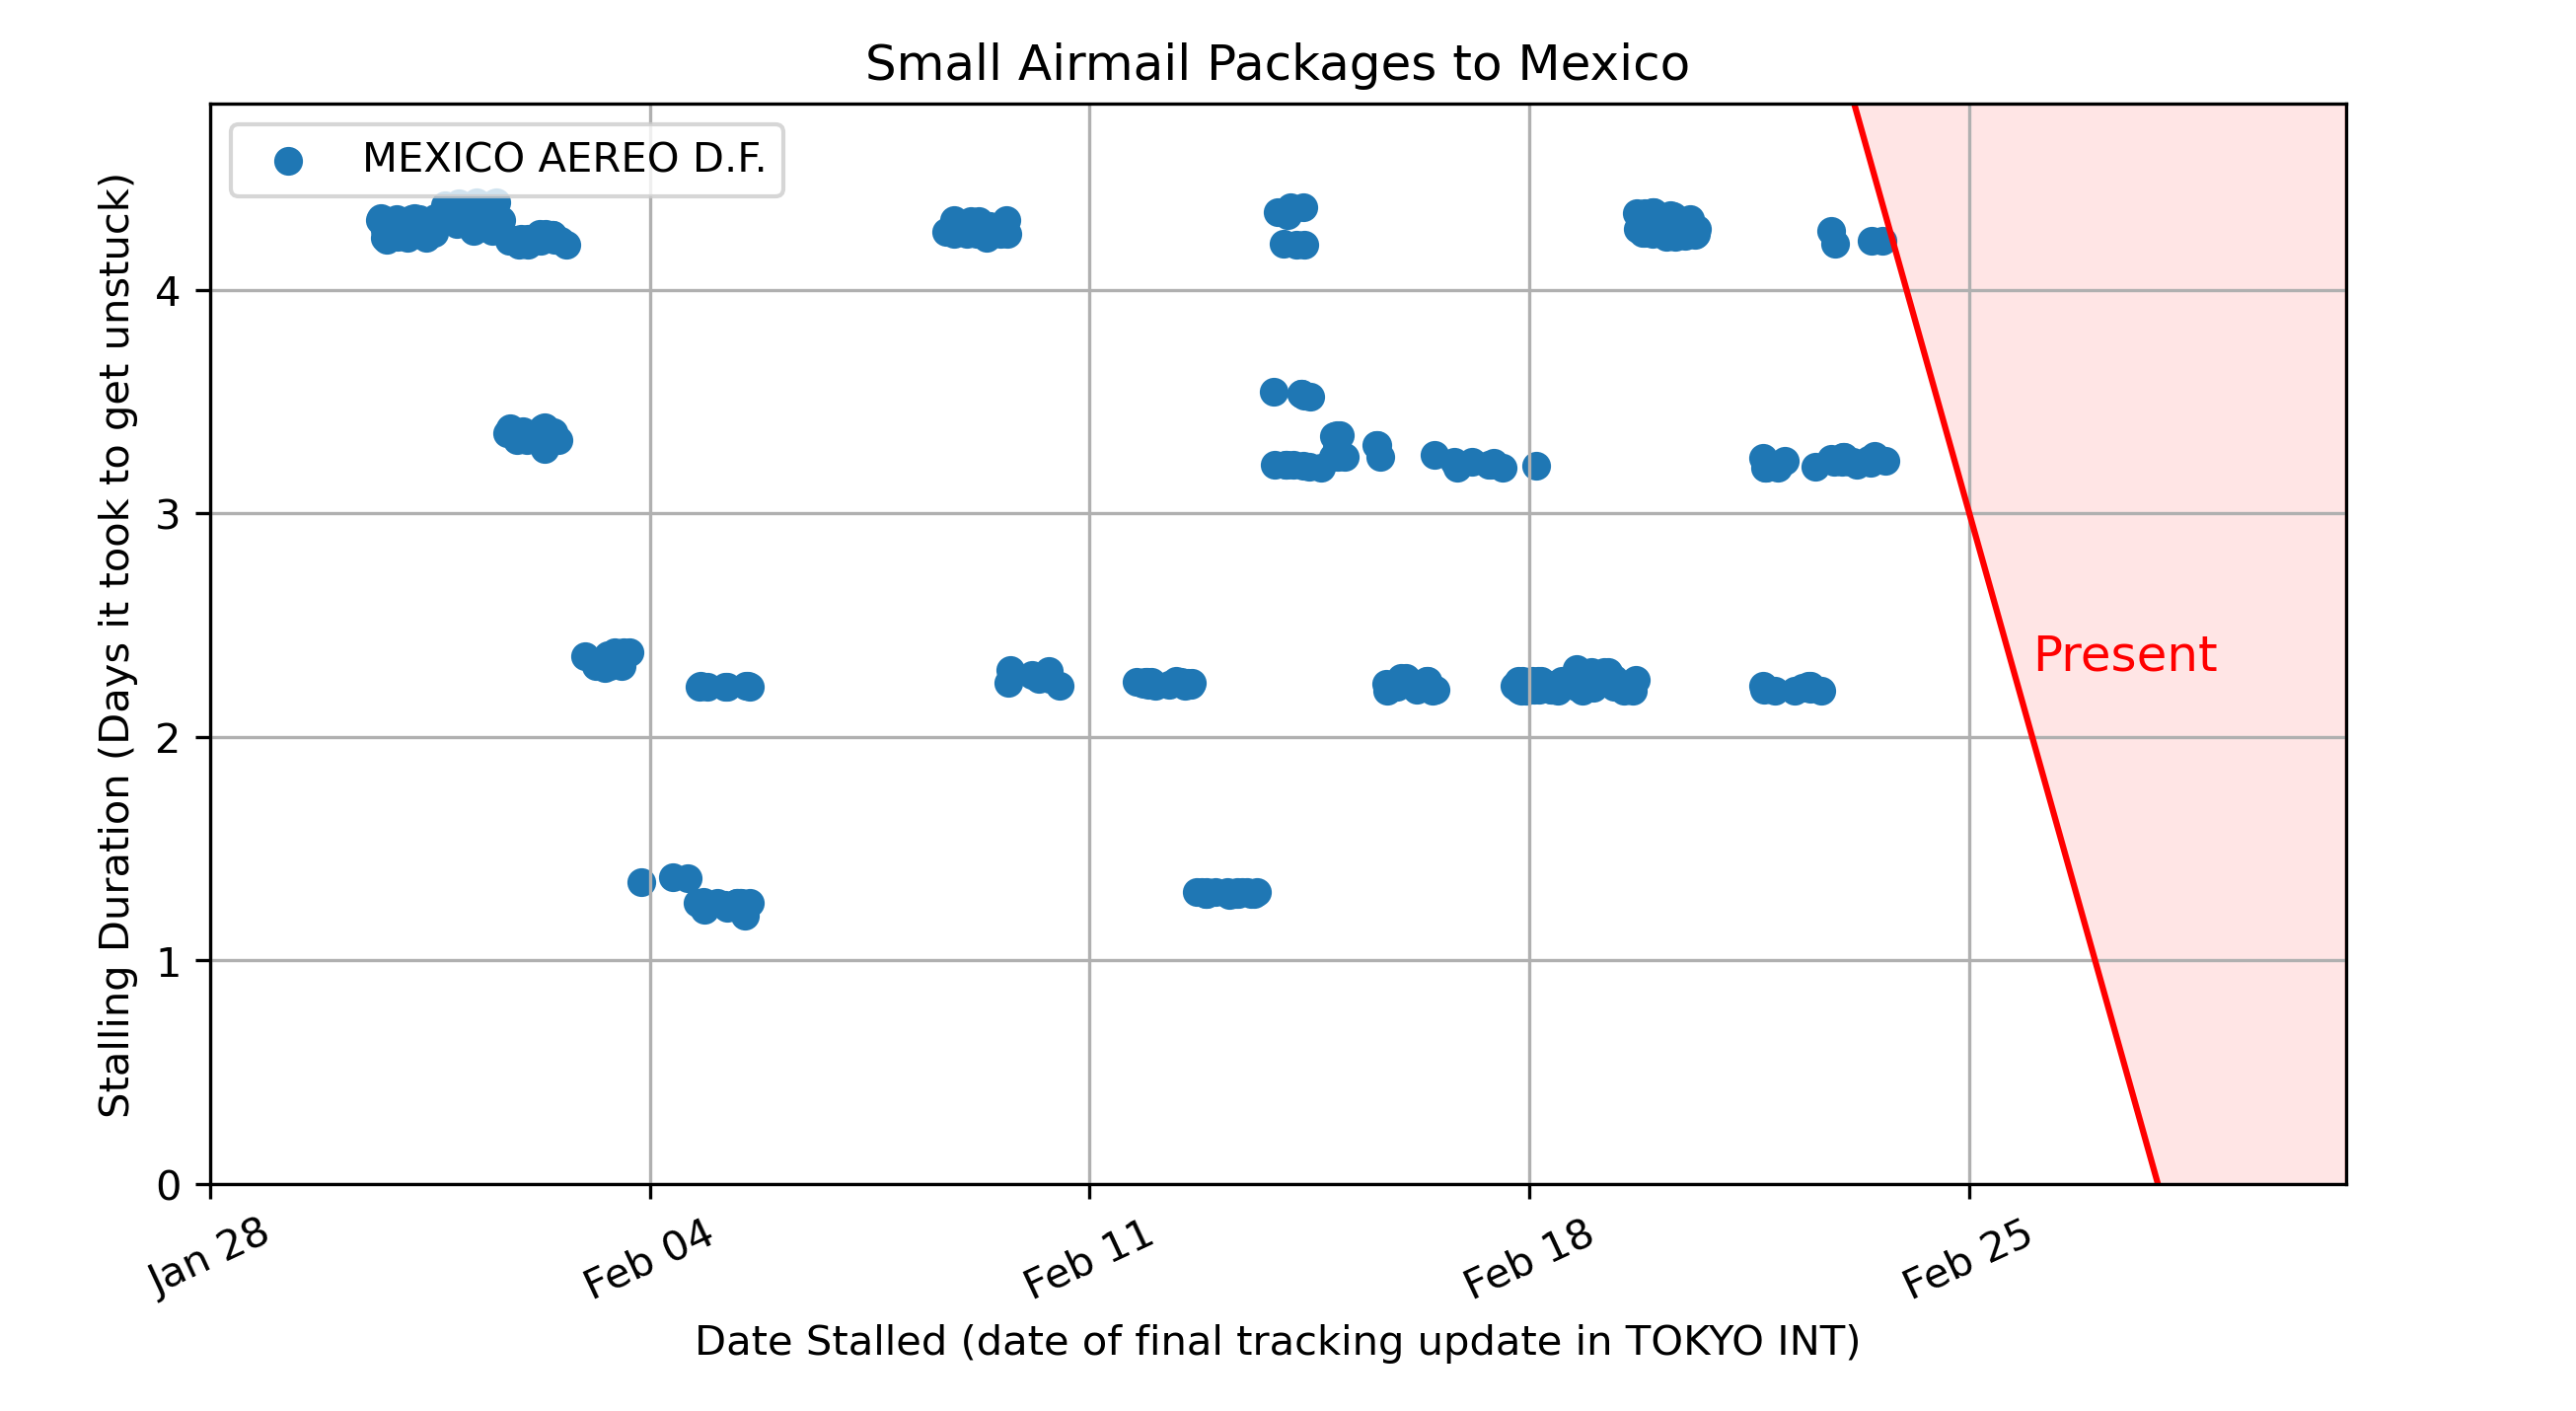 Small Airmail Packages to Mexico
MEXICO AEREO D.F.
Stalling Duration (Days it took to get unstuck)
4
3
2
1
0
Present
Jan 28
Feb 04
Feb 11
Feb 18
Feb 25
Date Stalled (date of final tracking update in TOKYO INT)